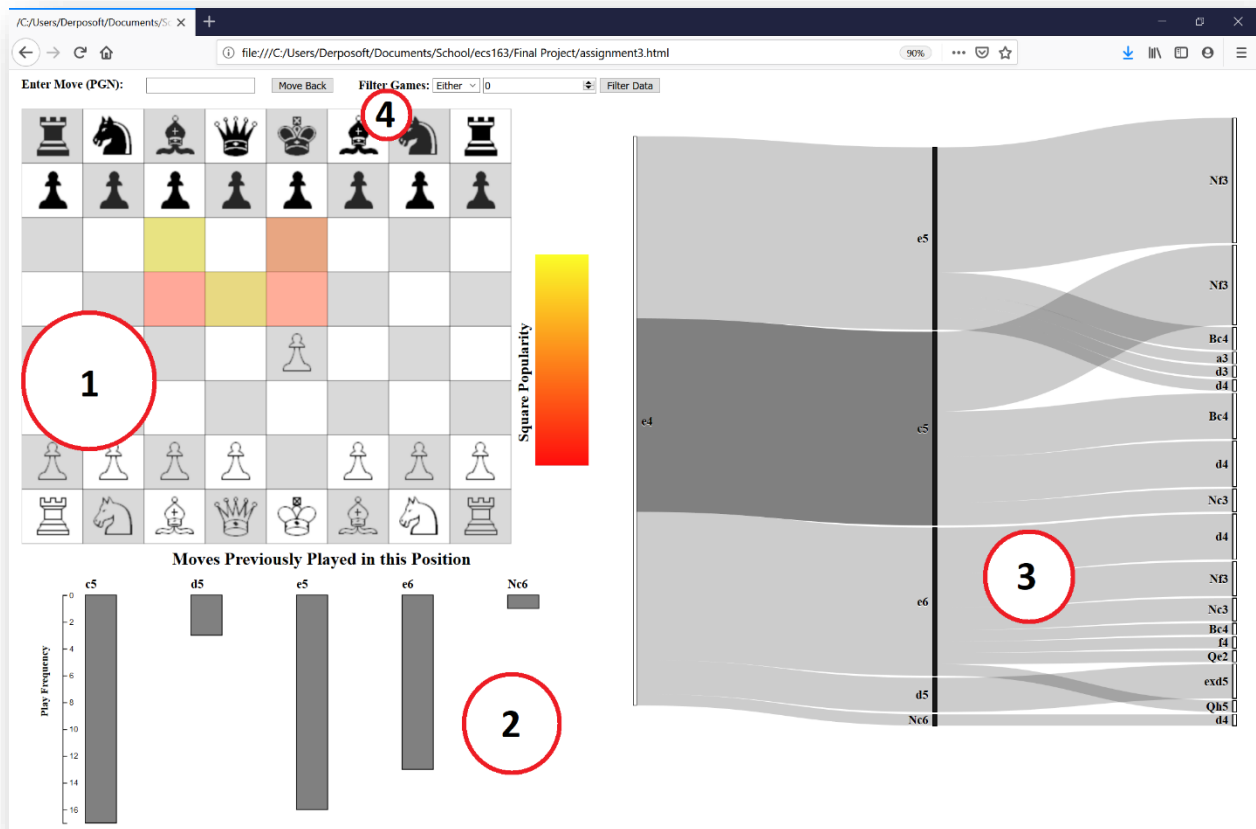 /C:/Users/Derposoft/Documents/Sc
file:///C:/Users/Derposoft/Documents/School/ecs163/Final Project/assignment3.html
90%
Enter Move (PGN):
Move Back
Filter Games:
Either
0
Filter Data
4
1
Square Popularity
Moves Previously Played in this Position
c5 d5 e5 e6 Nc6
Play Frequency
0
2
4
6
8
10
12
14
16
2
e4
e5
c5
e6
d5
Nc6
3
Nf3
Nf3
Bc4
a3
d3
d4
Bc4
d4
Nc3
d4
Nf3
Nc3
Bc4
f4
Qe2
exd5
Qh5
d4